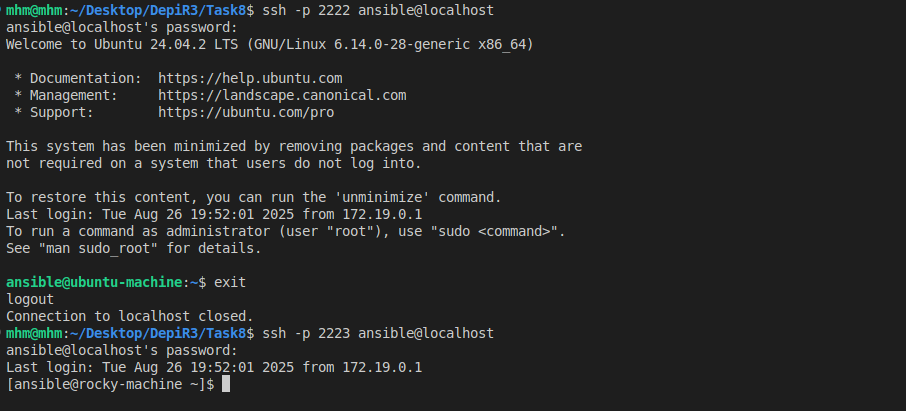 mhm@mhm:~/Desktop/DepiR3/Task8$ ssh -p 2222 ansible@localhost
ansible@localhost's password:
Welcome to Ubuntu 24.04.2 LTS (GNU/Linux 6.14.0-28-generic x86_64)
* Documentation:  https://help.ubuntu.com
* Management:     https://landscape.canonical.com
* Support:        https://ubuntu.com/pro
This system has been minimized by removing packages and content that are
not required on a system that users do not log into.
To restore this content, you can run the 'unminimize' command.
Last login: Tue Aug 26 19:52:01 2025 from 172.19.0.1
To run a command as administrator (user "root"), use "sudo <command>".
See "man sudo_root" for details.
ansible@ubuntu-machine:~$ exit
logout
Connection to localhost closed.
mhm@mhm:~/Desktop/DepiR3/Task8$ ssh -p 2223 ansible@localhost
ansible@localhost's password:
Last login: Tue Aug 26 19:52:01 2025 from 172.19.0.1
[ansible@rocky-machine ~]$